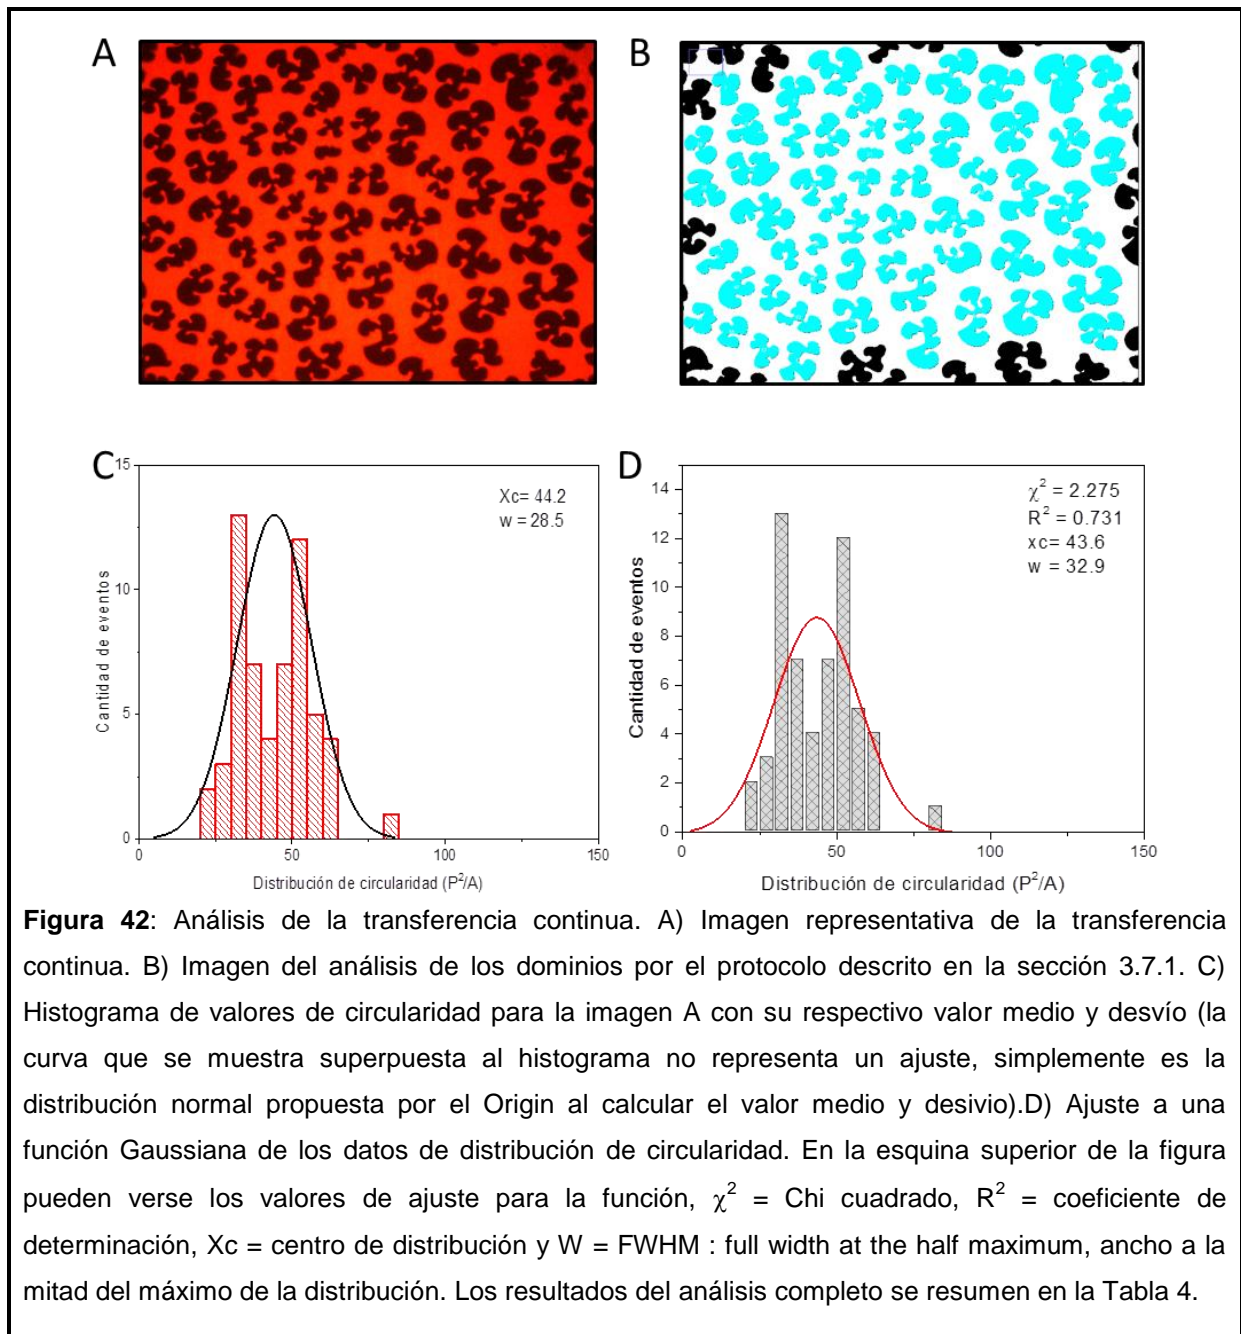 A
B
C
15
10
5
0
Cantidad de eventos
Xc= 44.2
w = 28.5
0
50
100
150
Distribución de circularidad (P²/A)
D
14
12
10
8
6
4
2
0
Cantidad de eventos
χ² = 2.275
R² = 0.731
xc= 43.6
w = 32.9
0
50
100
150
Distribución de circularidad (P²/A)
Figura 42: Análisis de la transferencia continua. A) Imagen representativa de la transferencia
continua. B) Imagen del análisis de los dominios por el protocolo descrito en la sección 3.7.1. C)
Histograma de valores de circularidad para la imagen A con su respectivo valor medio y desvío (la
curva que se muestra superpuesta al histograma no representa un ajuste, simplemente es la
distribución normal propuesta por el Origin al calcular el valor medio y desivio).D) Ajuste a una
función Gaussiana de los datos de distribución de circularidad. En la esquina superior de la figura
pueden verse los valores de ajuste para la función, χ² = Chi cuadrado, R² = coeficiente de
determinación, Xc = centro de distribución y W = FWHM : full width at the half maximum, ancho a la
mitad del máximo de la distribución. Los resultados del análisis completo se resumen en la Tabla 4.